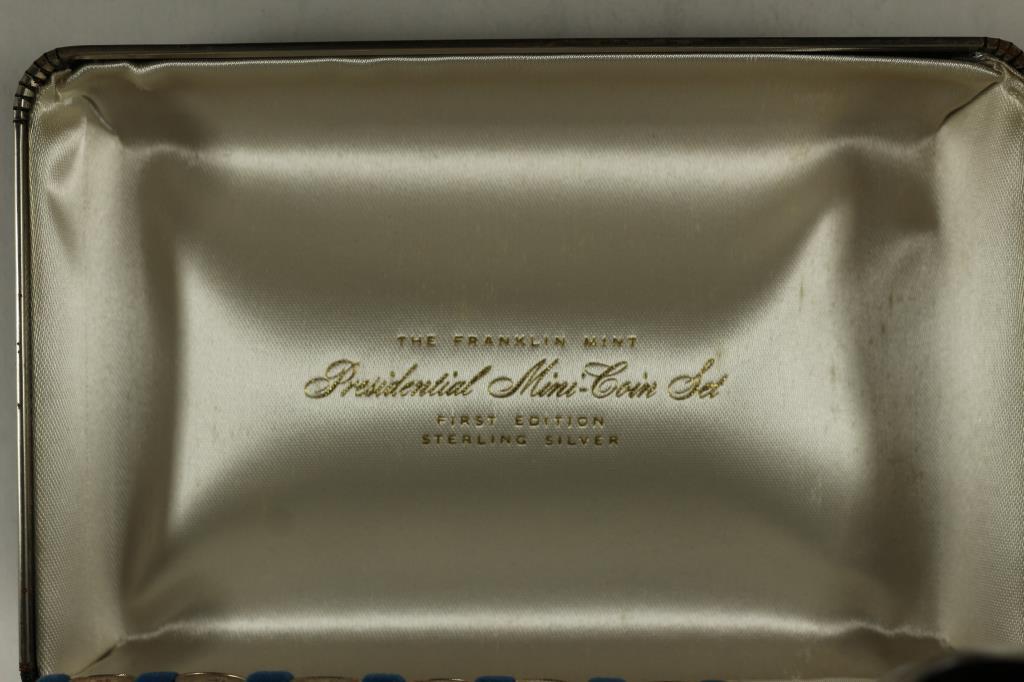 THE FRANKLIN MINT
Presidential Mini-Coin Set
FIRST EDITION
STERLING SILVER